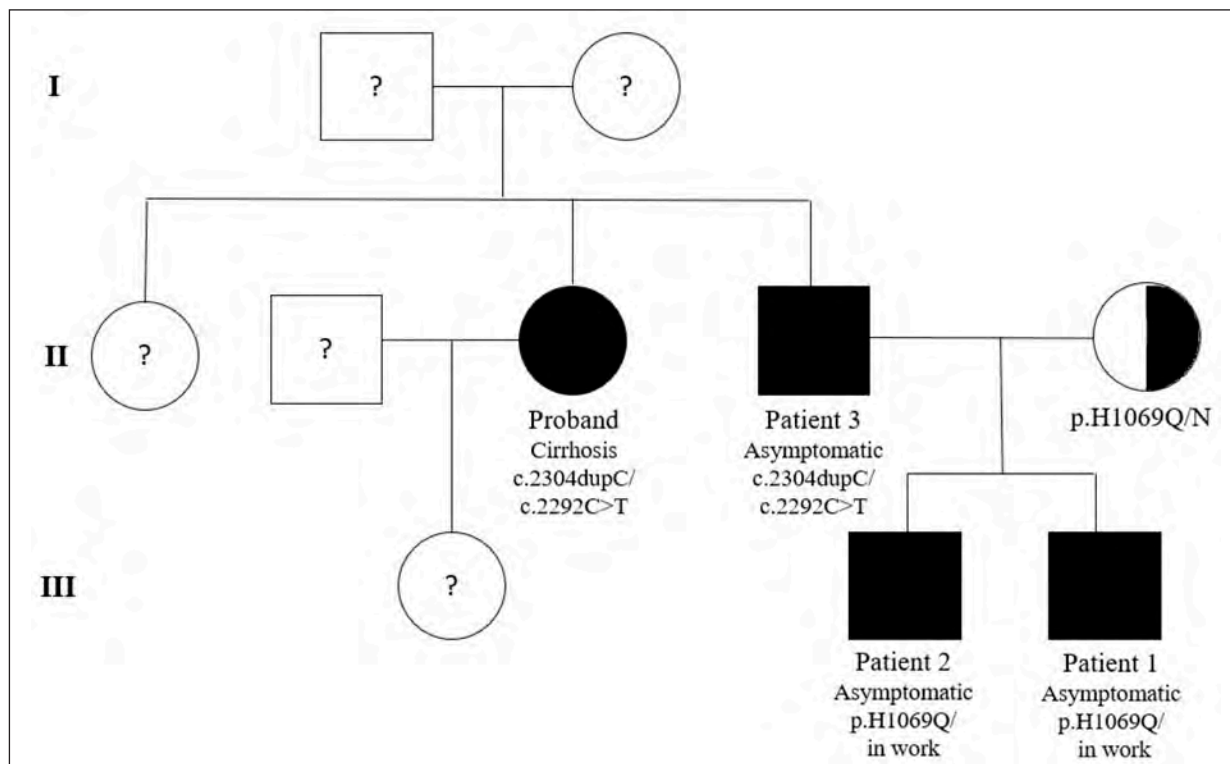 I
? ?
II
? ?
Proband
Cirrhosis
c.2304dupC/
c.2292C>T
Patient 3
Asymptomatic
c.2304dupC/
c.2292C>T
p.H1069Q/N
III
?
Patient 2
Asymptomatic
p.H1069Q/
in work
Patient 1
Asymptomatic
p.H1069Q/
in work